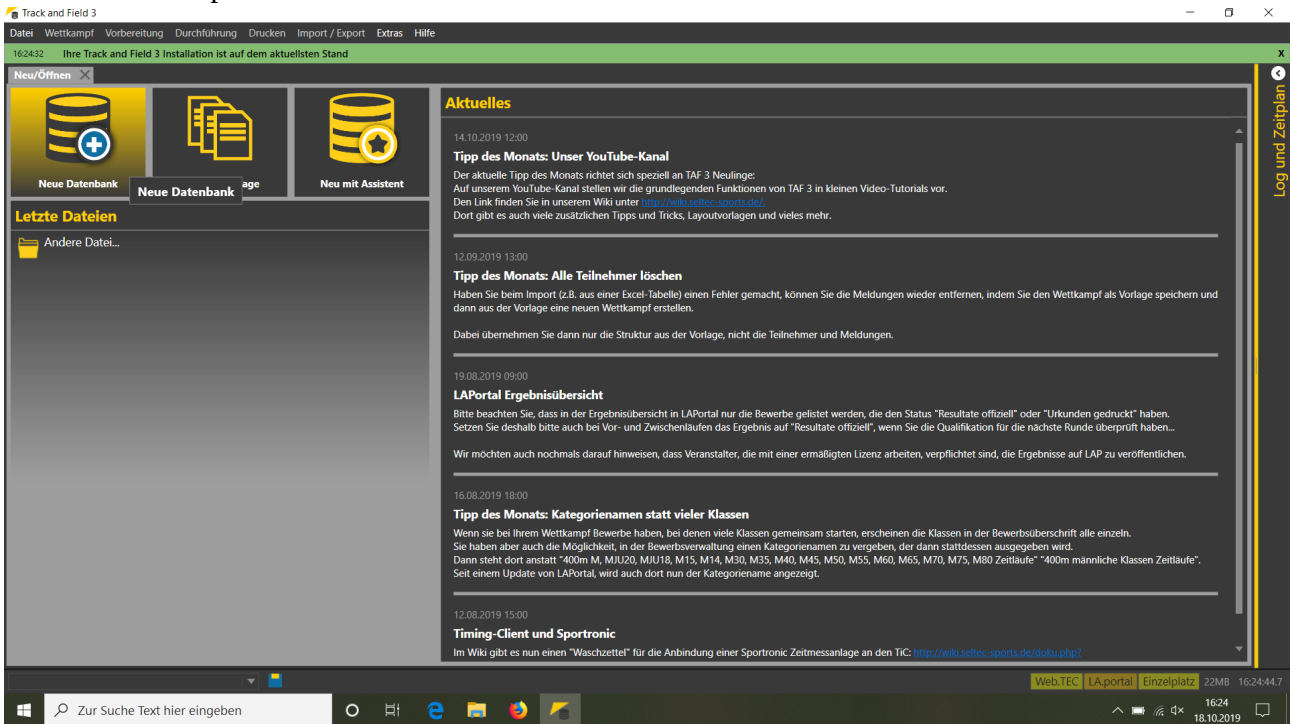 Track and Field 3
Datei Wettkampf Vorbereitung Durchführung Drucken Import / Export Extras Hilfe
16:24:32 Ihre Track and Field 3 Installation ist auf dem aktuellsten Stand X
Neu/Öffnen
Neue Datenbank
age
Neu mit Assistent
Neue Datenbank
Letzte Dateien
Andere Datei...
Aktuelles
14.10.2019 12:00
Tipp des Monats: Unser YouTube-Kanal
Der aktuelle Tipp des Monats richtet sich speziell an TAF 3 Neulinge:
Auf unserem YouTube-Kanal stellen wir die grundlegenden Funktionen von TAF 3 in kleinen Video-Tutorials vor.
Den Link finden Sie in unserem Wiki unter http://wiki.seltec-sports.de/.
Dort gibt es auch viele zusätzlichen Tipps und Tricks, Layoutvorlagen und vieles mehr.
12.09.2019 13:00
Tipp des Monats: Alle Teilnehmer löschen
Haben Sie beim Import (z.B. aus einer Excel-Tabelle) einen Fehler gemacht, können Sie die Meldungen wieder entfernen, indem Sie den Wettkampf als Vorlage speichern und
dann aus der Vorlage eine neuen Wettkampf erstellen.
Dabei übernehmen Sie dann nur die Struktur aus der Vorlage, nicht die Teilnehmer und Meldungen.
19.08.2019 09:00
LAPortal Ergebnisübersicht
Bitte beachten Sie, dass in der Ergebnisübersicht in LAPortal nur die Bewerbe gelistet werden, die den Status "Resultate offiziell" oder "Urkunden gedruckt" haben.
Setzen Sie deshalb bitte auch bei Vor- und Zwischenläufen das Ergebnis auf "Resultate offiziell", wenn Sie die Qualifikation für die nächste Runde überprüft haben...
Wir möchten auch nochmals darauf hinweisen, dass Veranstalter, die mit einer ermäßigten Lizenz arbeiten, verpflichtet sind, die Ergebnisse auf LAP zu veröffentlichen.
16.08.2019 18:00
Tipp des Monats: Kategorienamen statt vieler Klassen
Wenn sie bei Ihrem Wettkampf Bewerbe haben, bei denen viele Klassen gemeinsam starten, erscheinen die Klassen in der Bewerbsüberschrift alle einzeln.
Sie haben aber auch die Möglichkeit, in der Bewerbsverwaltung einen Kategorienamen zu vergeben, der dann stattdessen ausgegeben wird.
Dann steht dort anstatt "400m M, MJU20, MJU18, M15, M14, M30, M35, M40, M45, M50, M55, M60, M65, M70, M75, M80 Zeitläufe" "400m männliche Klassen Zeitläufe".
Seit einem Update von LAPortal, wird auch dort nun der Kategoriename angezeigt.
12.08.2019 15:00
Timing-Client und Sportronic
Im Wiki gibt es nun einen "Waschzettel" für die Anbindung einer Sportronic Zeitmessanlage an den TiC: http://wiki.seltec-sports.de/doku.php?
Log und Zeitplan
Web.TEC LA.portal Einzelplatz 22MB 16:24:44.7
Zur Suche Text hier eingeben
16:24
18.10.2019